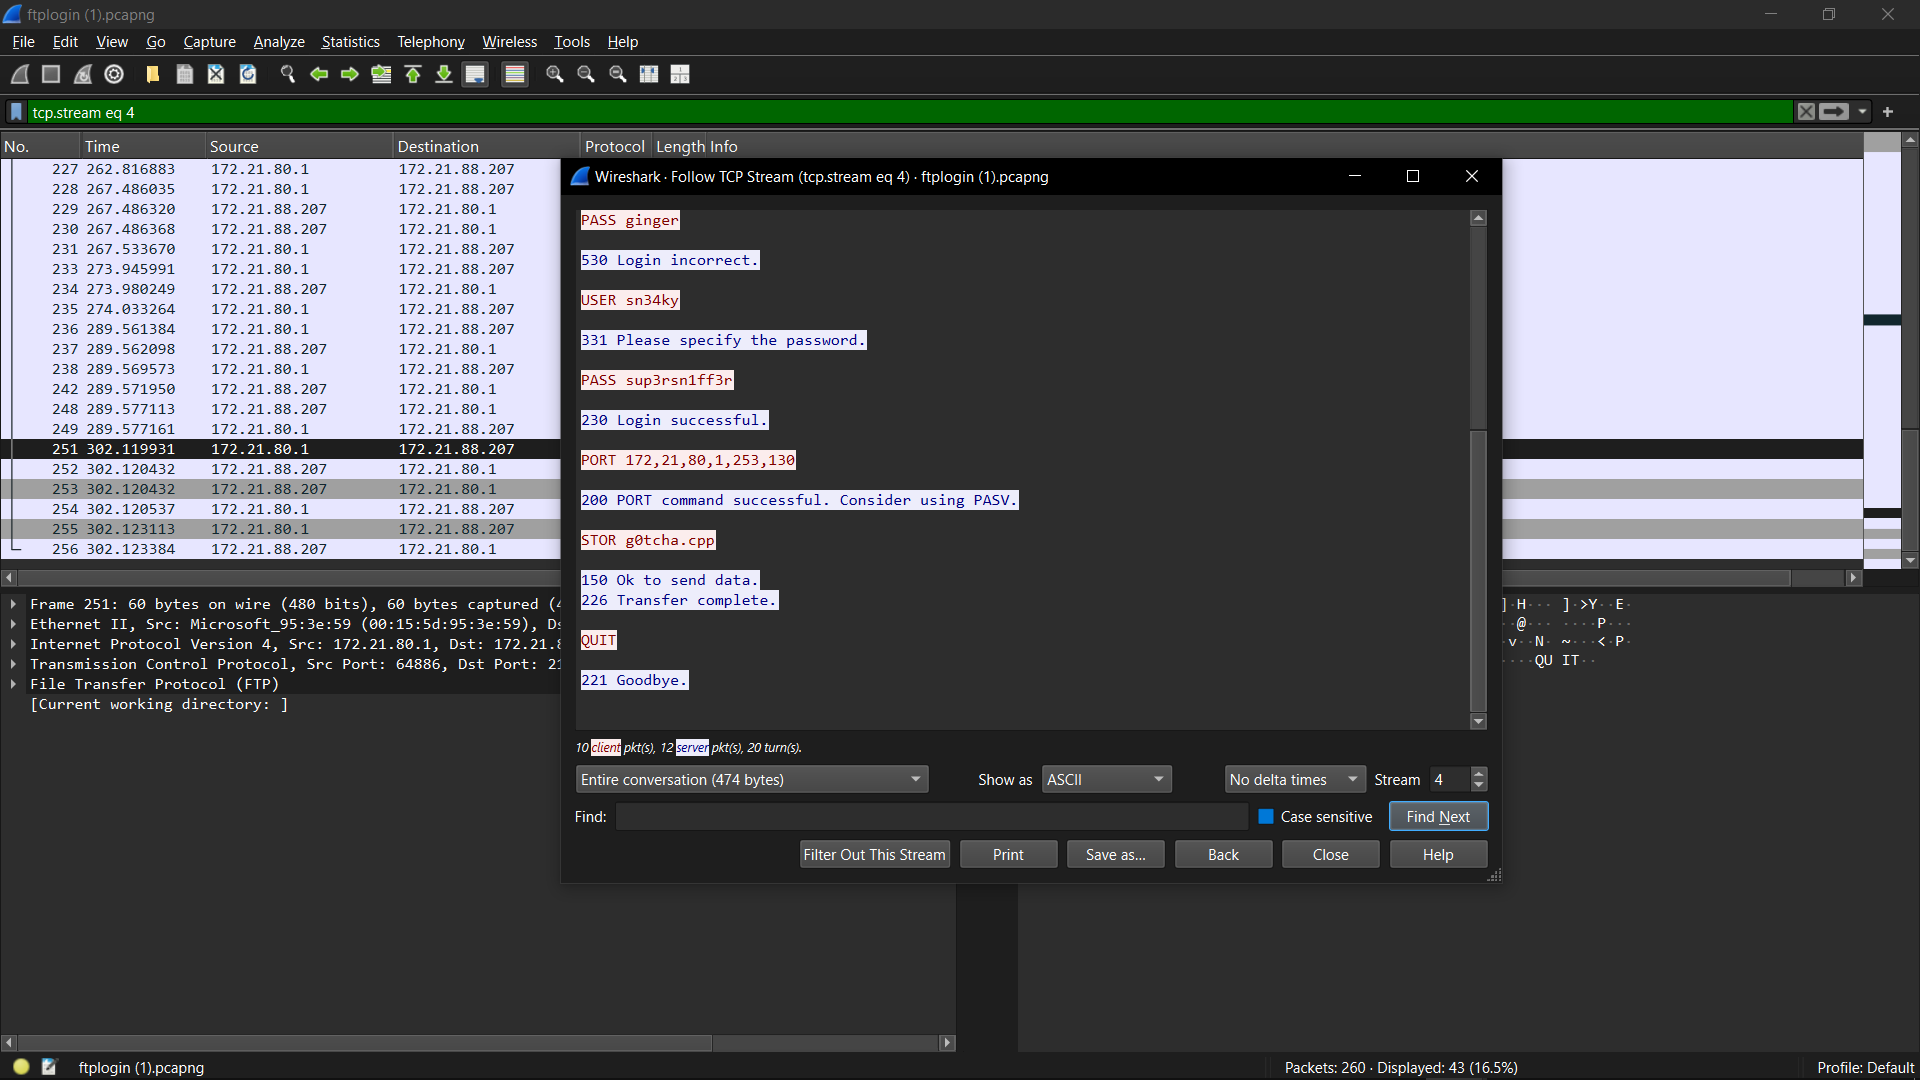 ftplogin (1).pcapng
File Edit View Go Capture Analyze Statistics Telephony Wireless Tools Help
tcp.stream eq 4
No. Time Source Destination Protocol Length Info
227 262.816883 172.21.80.1 172.21.88.207
228 267.486035 172.21.80.1 172.21.88.207
229 267.486320 172.21.88.207 172.21.80.1
230 267.486368 172.21.88.207 172.21.80.1
231 267.533670 172.21.80.1 172.21.88.207
233 273.945991 172.21.80.1 172.21.88.207
234 273.980249 172.21.88.207 172.21.80.1
235 274.033264 172.21.80.1 172.21.88.207
236 289.561384 172.21.80.1 172.21.88.207
237 289.562098 172.21.88.207 172.21.80.1
238 289.569573 172.21.80.1 172.21.88.207
242 289.571950 172.21.88.207 172.21.80.1
248 289.577113 172.21.88.207 172.21.80.1
249 289.577161 172.21.80.1 172.21.88.207
251 302.119931 172.21.80.1 172.21.88.207
252 302.120432 172.21.88.207 172.21.80.1
253 302.120432 172.21.88.207 172.21.80.1
254 302.120537 172.21.80.1 172.21.88.207
255 302.123113 172.21.80.1 172.21.88.207
256 302.123384 172.21.88.207 172.21.80.1
Wireshark · Follow TCP Stream (tcp.stream eq 4) · ftplogin (1).pcapng
PASS ginger
530 Login incorrect.
USER sn34ky
331 Please specify the password.
PASS sup3rsn1ff3r
230 Login successful.
PORT 172,21,80,1,253,130
200 PORT command successful. Consider using PASV.
STOR g0tcha.cpp
150 Ok to send data.
226 Transfer complete.
QUIT
221 Goodbye.
10 client pkt(s), 12 server pkt(s), 20 turn(s).
Entire conversation (474 bytes) Show as ASCII No delta times Stream 4
Find: Case sensitive Find Next
Filter Out This Stream Print Save as... Back Close Help
Frame 251: 60 bytes on wire (480 bits), 60 bytes captured (
Ethernet II, Src: Microsoft_95:3e:59 (00:15:5d:95:3e:59), Ds
Internet Protocol Version 4, Src: 172.21.80.1, Dst: 172.21.8
Transmission Control Protocol, Src Port: 64886, Dst Port: 21
File Transfer Protocol (FTP)
[Current working directory: ]
]·H··· ]·>Y··E·
··@··· ····P···
·v··N· ~···<·P·
····QU IT··
ftplogin (1).pcapng
Packets: 260 · Displayed: 43 (16.5%)
Profile: Default